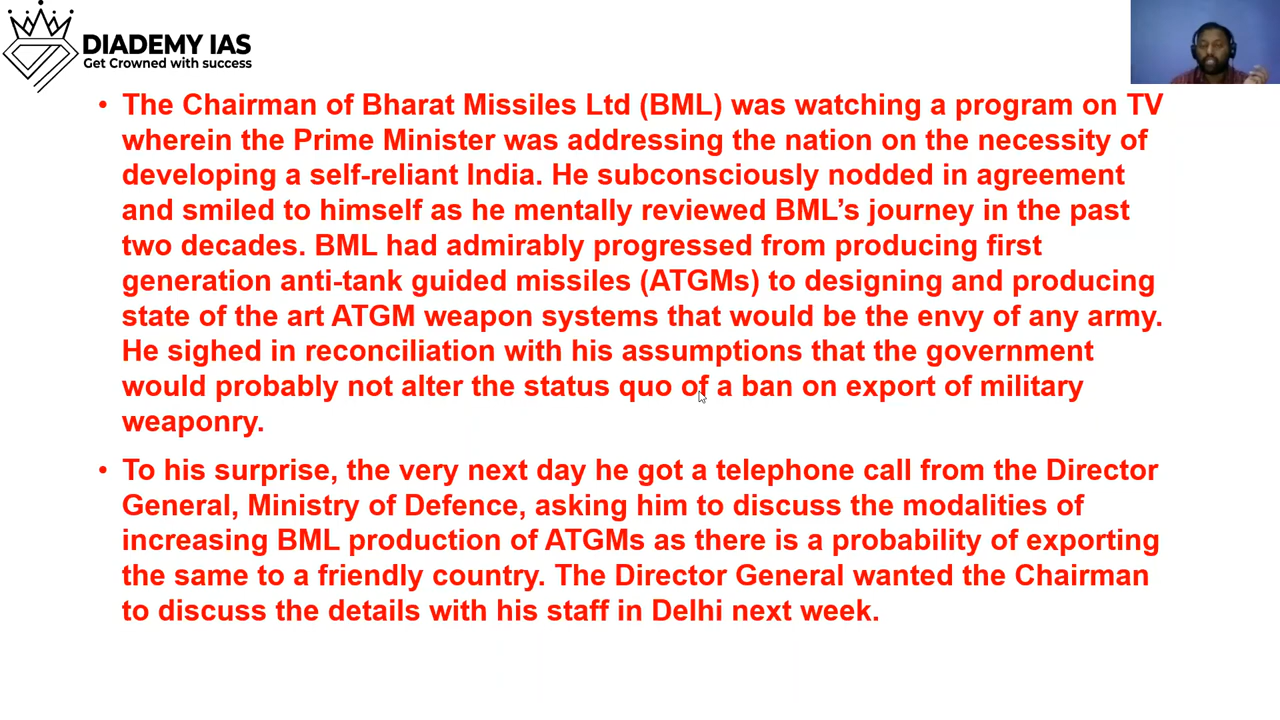 DIADEMY IAS
Get Crowned with success
• The Chairman of Bharat Missiles Ltd (BML) was watching a program on TV
wherein the Prime Minister was addressing the nation on the necessity of
developing a self-reliant India. He subconsciously nodded in agreement
and smiled to himself as he mentally reviewed BML’s journey in the past
two decades. BML had admirably progressed from producing first
generation anti-tank guided missiles (ATGMs) to designing and producing
state of the art ATGM weapon systems that would be the envy of any army.
He sighed in reconciliation with his assumptions that the government
would probably not alter the status quo of a ban on export of military
weaponry.
• To his surprise, the very next day he got a telephone call from the Director
General, Ministry of Defence, asking him to discuss the modalities of
increasing BML production of ATGMs as there is a probability of exporting
the same to a friendly country. The Director General wanted the Chairman
to discuss the details with his staff in Delhi next week.